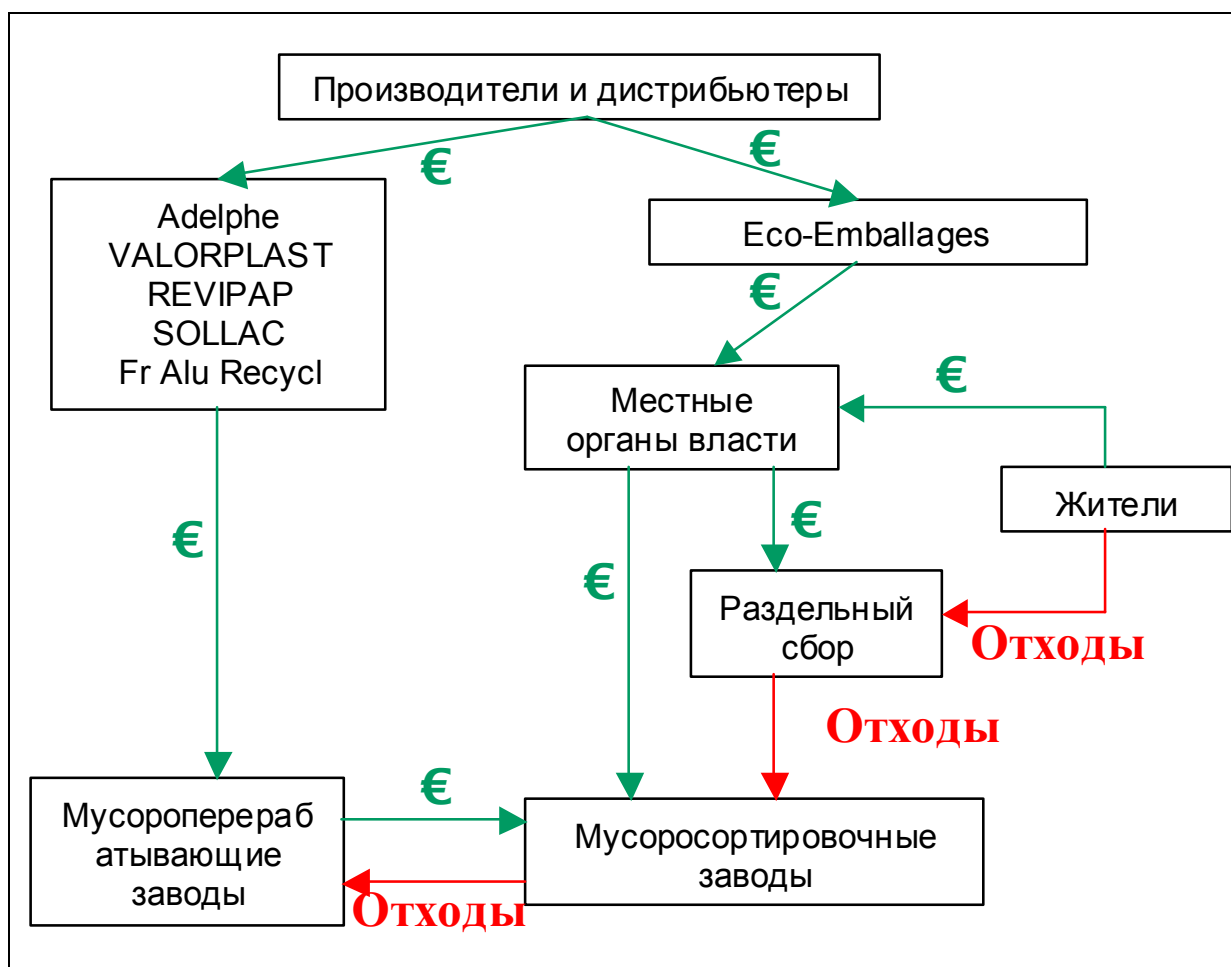 Производители и дистрибьютеры
€
€
Adelphe
VALORPLAST
REVIPAP
SOLLAC
Fr Alu Recycl
Eco-Emballages
€
€
Местные
органы власти
Жители
€
€
€
Раздельный
сбор
Отходы
Отходы
€
Мусороперераб
атывающие
заводы
Мусоросортировочные
заводы
Отходы